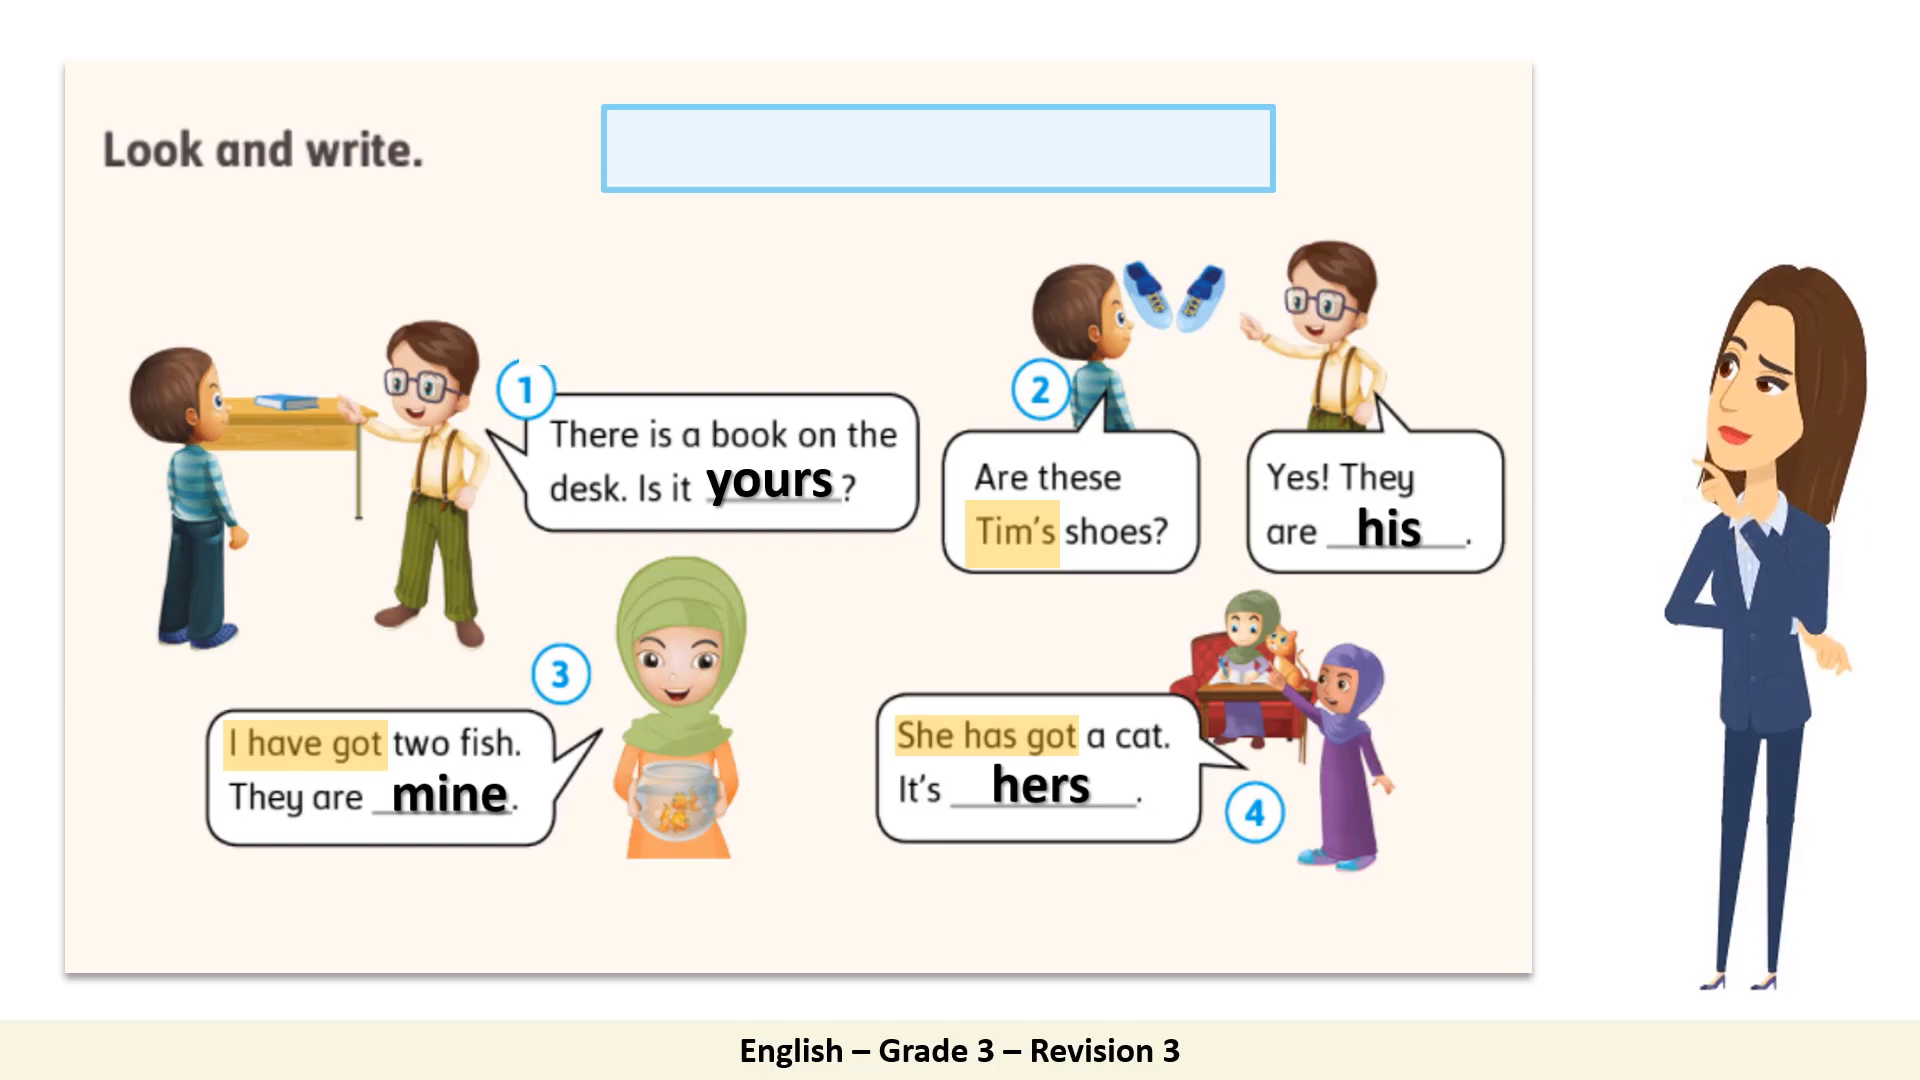 Look and write.
1
There is a book on the
desk. Is it yours?
2
Are these
Tim's shoes?
Yes! They
are his.
3
I have got two fish.
They are mine.
She has got a cat.
It's hers.
4
English – Grade 3 – Revision 3